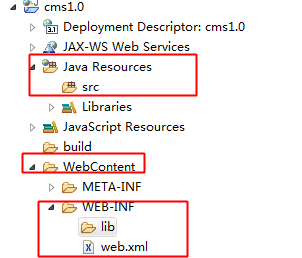 cms1.0
Deployment Descriptor: cms1.0
JAX-WS Web Services
Java Resources
src
Libraries
JavaScript Resources
build
WebContent
META-INF
WEB-INF
lib
web.xml